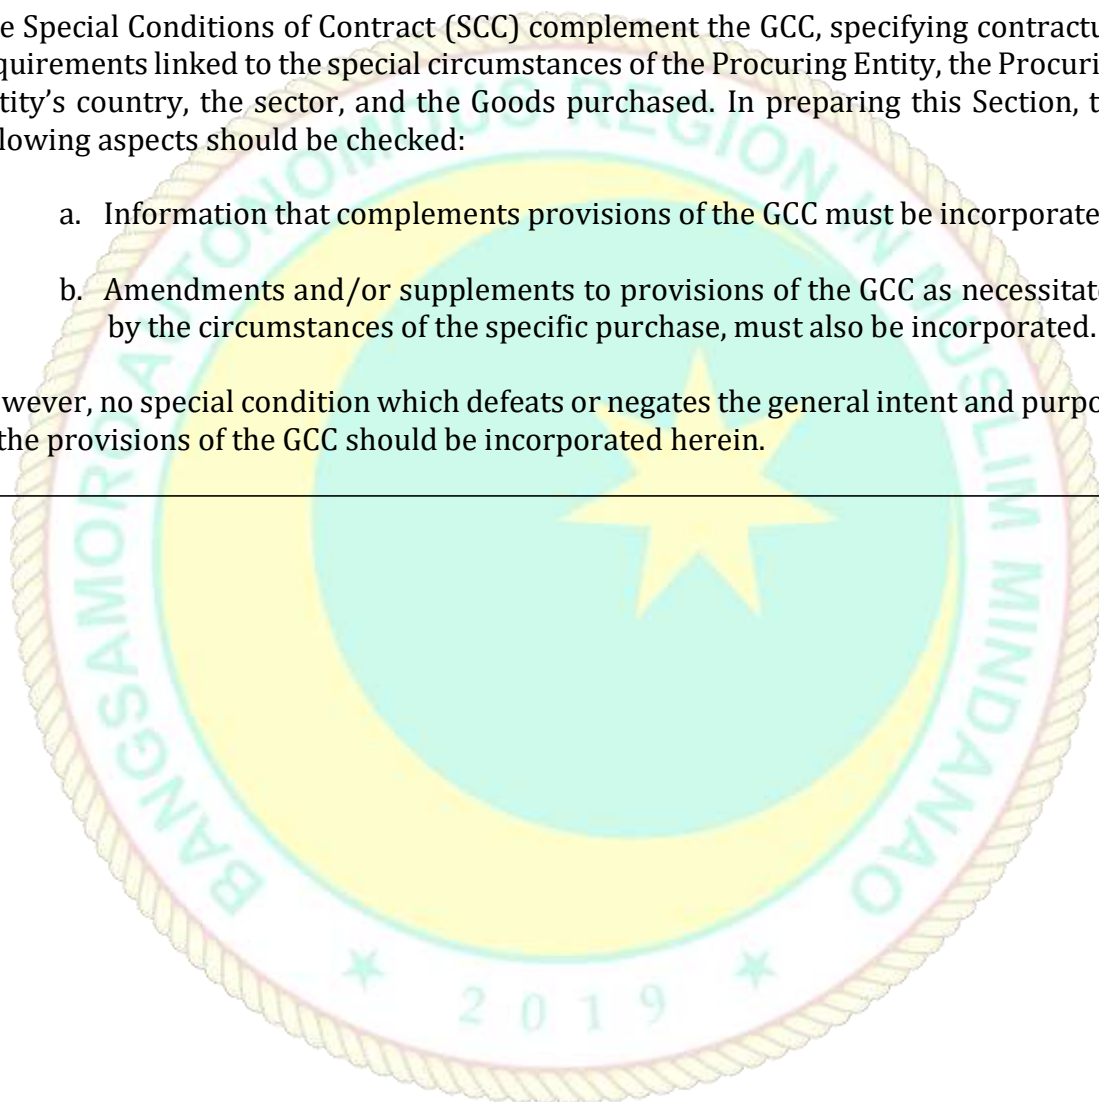 e Special Conditions of Contract (SCC) complement the GCC, specifying contractu
quirements linked to the special circumstances of the Procuring Entity, the Procuri
tity's country, the sector, and the Goods purchased. In preparing this Section, t
llowing aspects should be checked:
a. Information that complements provisions of the GCC must be incorporate
b. Amendments and/or supplements to provisions of the GCC as necessitate
by the circumstances of the specific purchase, must also be incorporated.
wever, no special condition which defeats or negates the general intent and purpo
the provisions of the GCC should be incorporated herein.
BANGSAMORO AUTONOMOUS REGION IN MUSLIM MINDANAO
2019